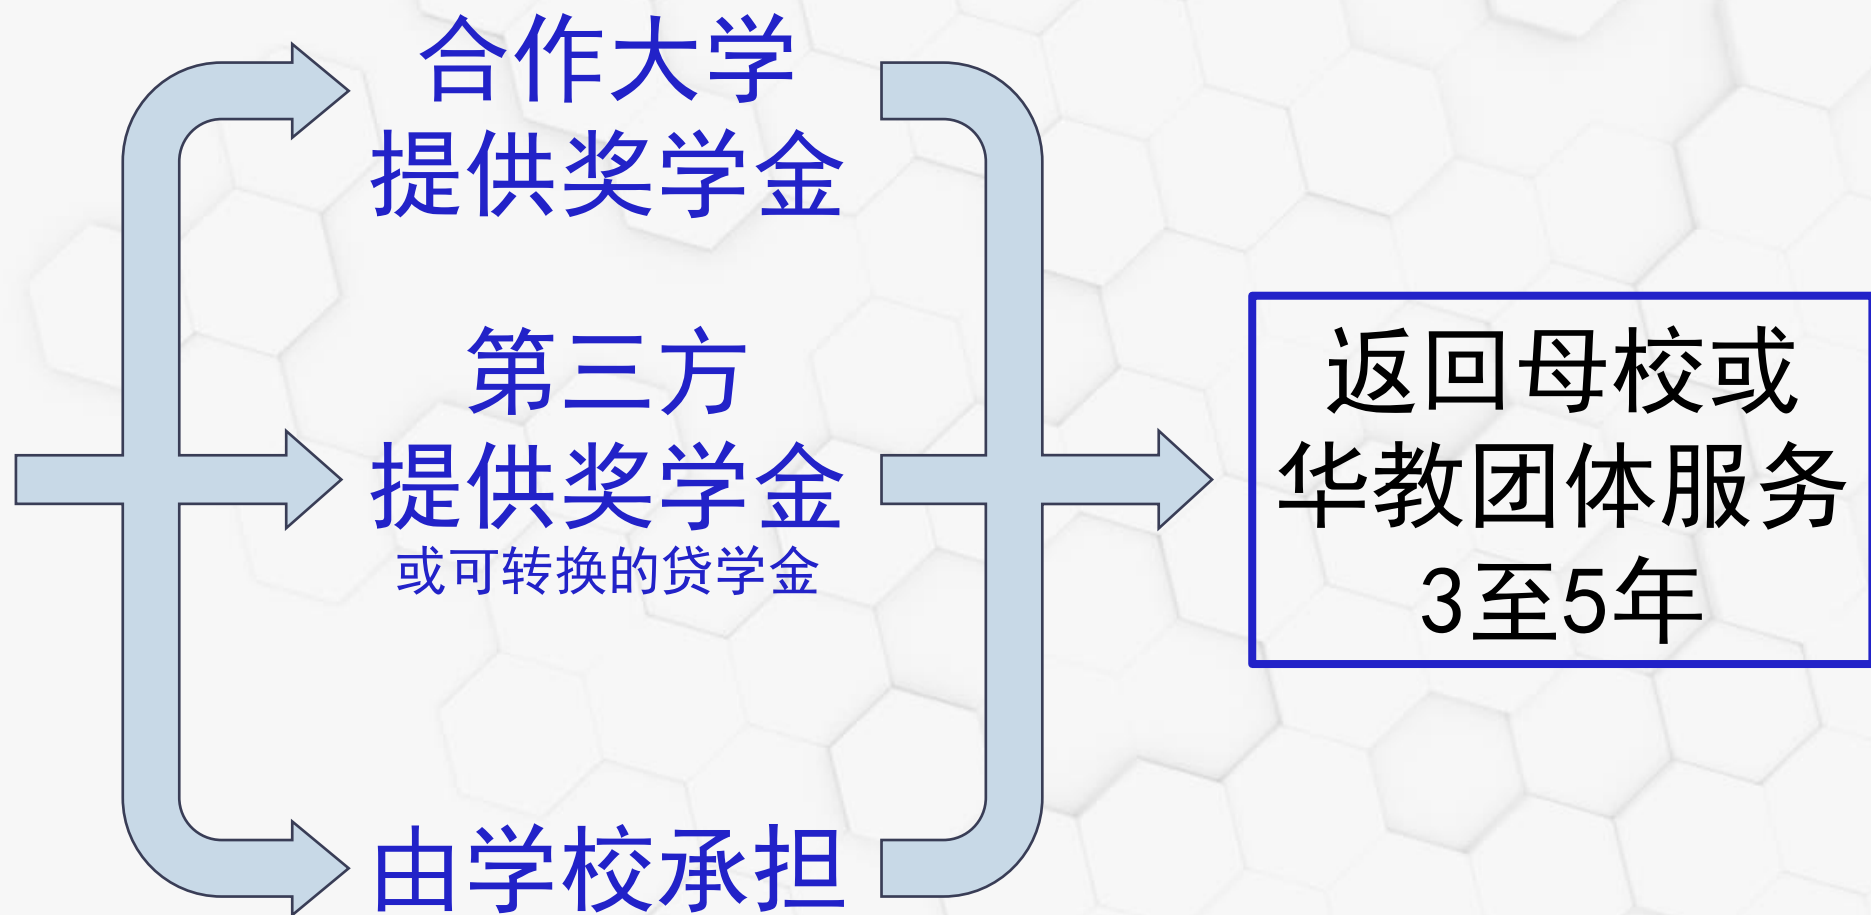 合作大学
提供奖学金
第三方
提供奖学金
或可转换的贷学金
由学校承担
返回母校或
华教团体服务
3至5年